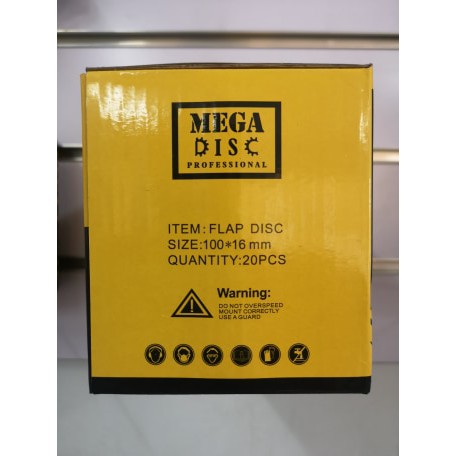 MEGA
DISC
PROFESSIONAL
ITEM: FLAP DISC
SIZE:100*16 mm
QUANTITY:20PCS
Warning:
DO NOT OVERSPEED
MOUNT CORRECTLY
USE A GUARD